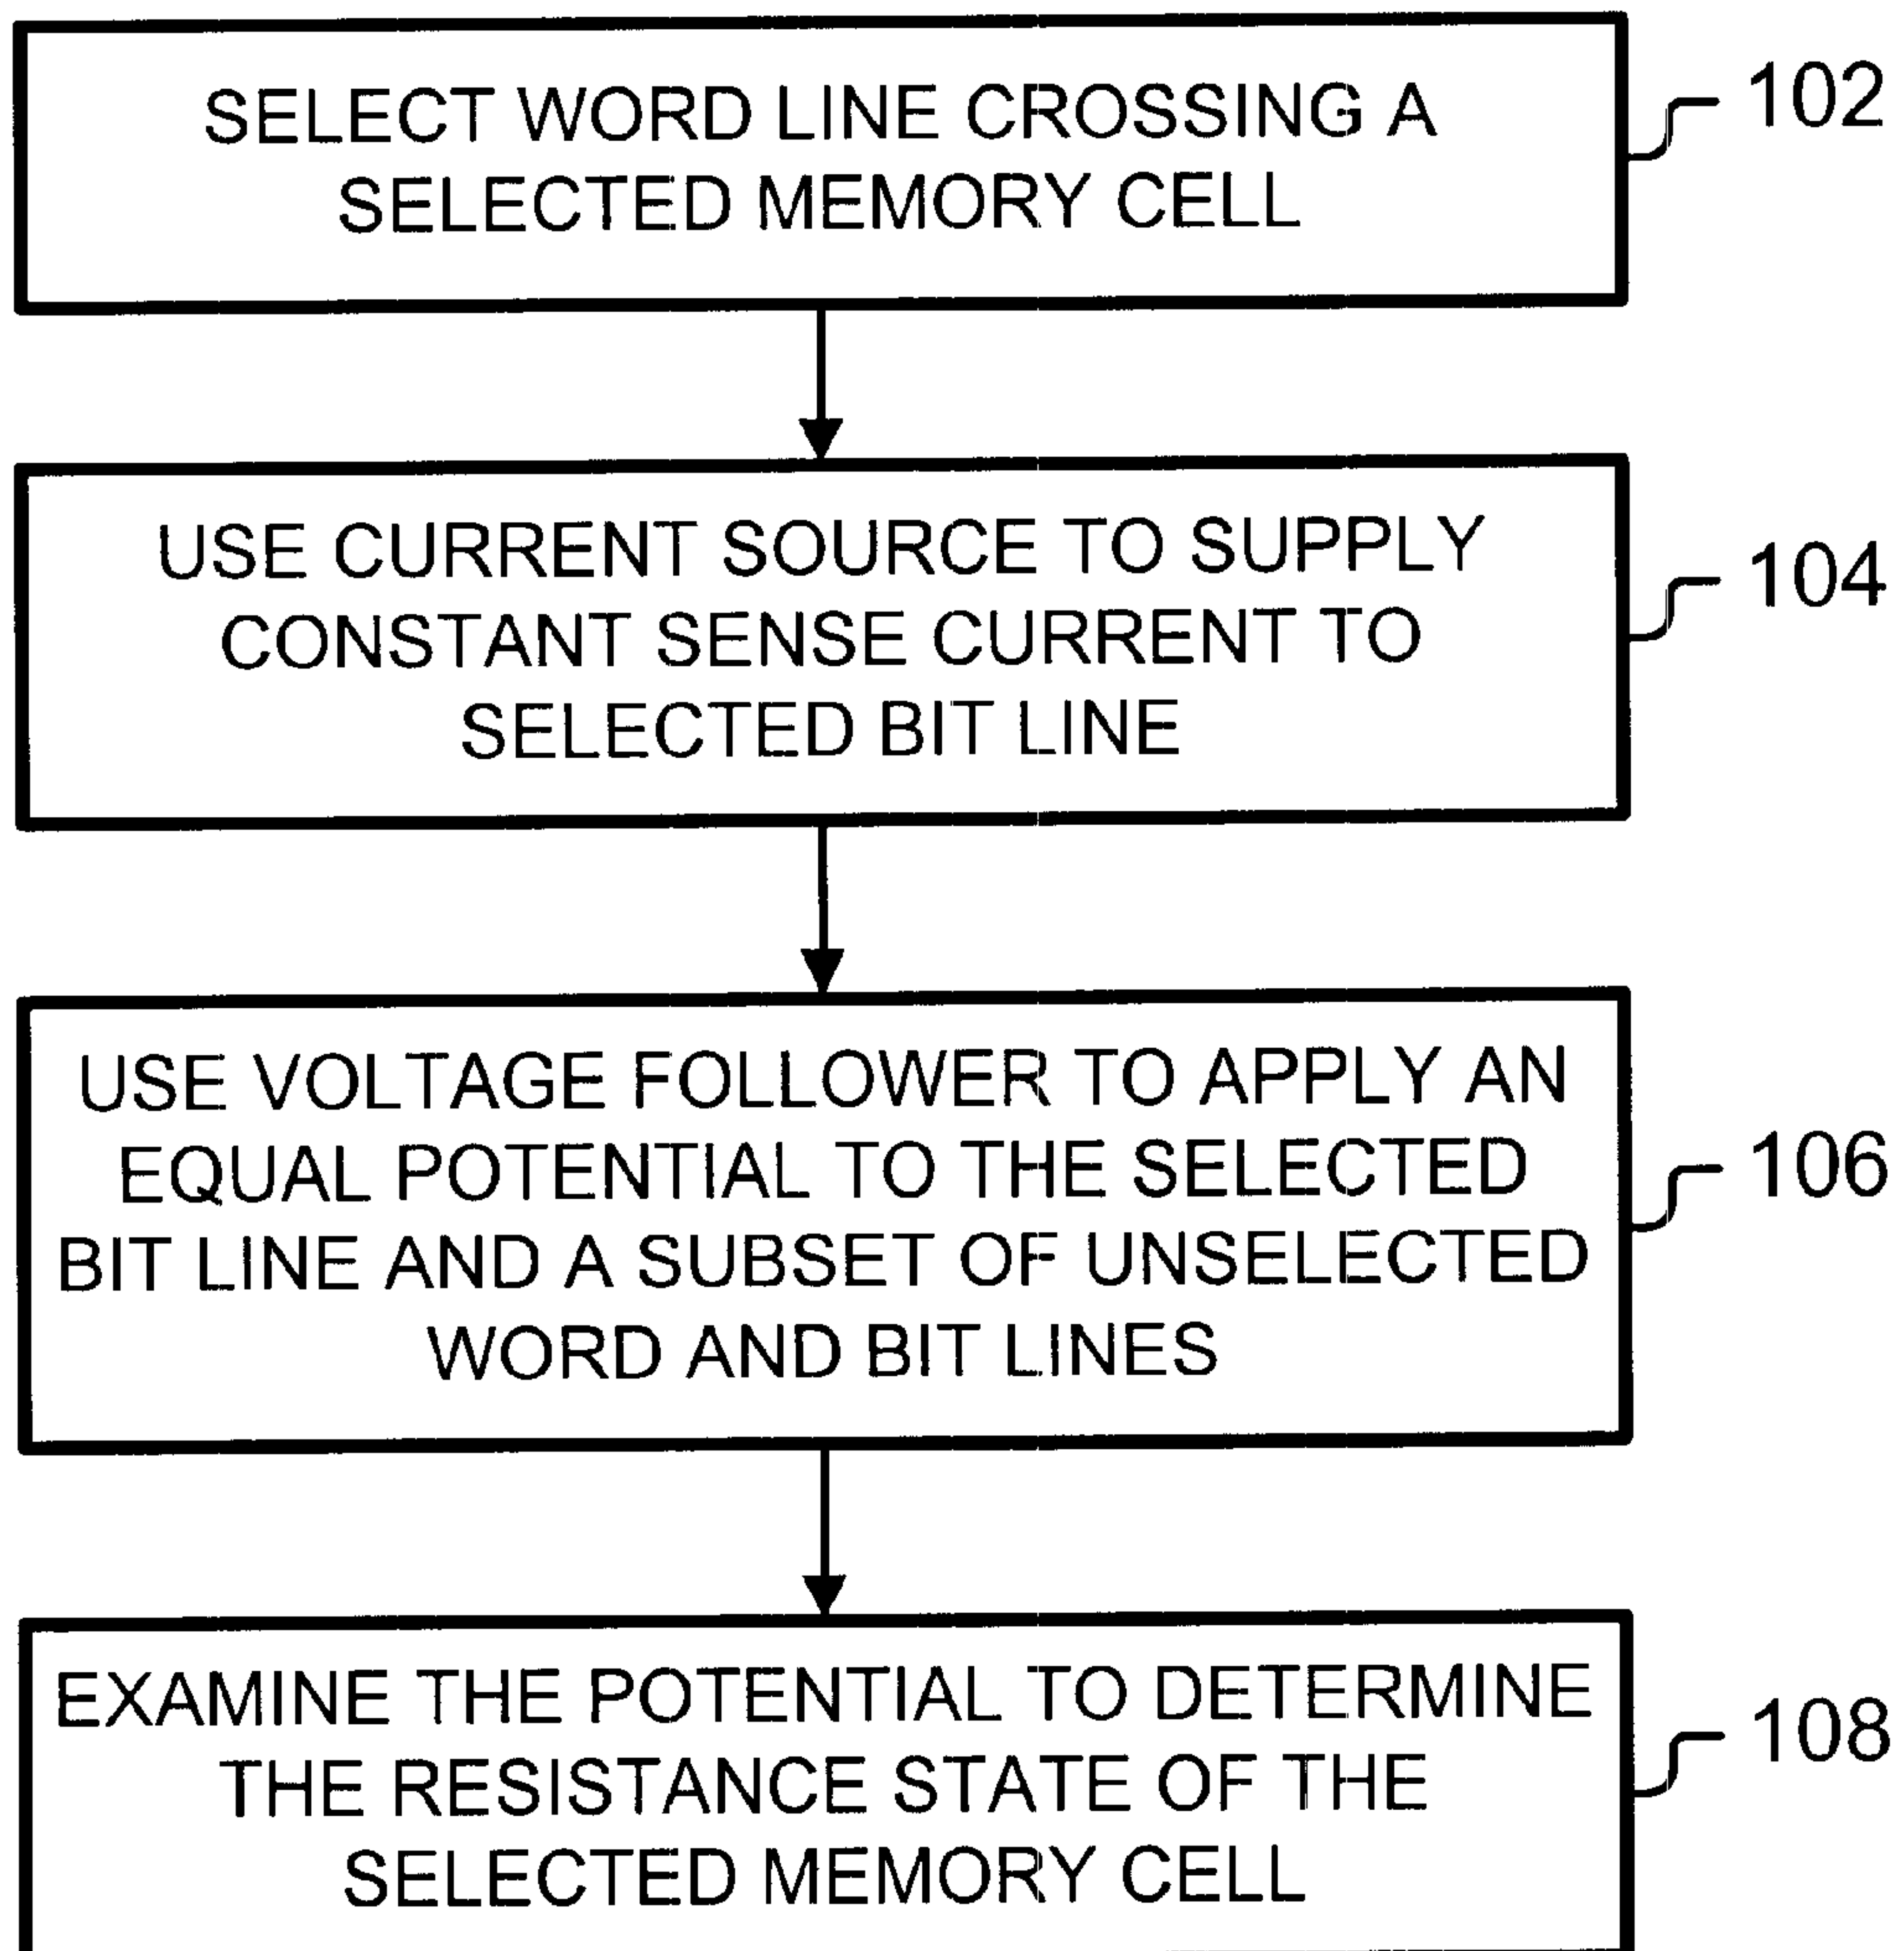 SELECT WORD LINE CROSSING A
SELECTED MEMORY CELL
102
USE CURRENT SOURCE TO SUPPLY
CONSTANT SENSE CURRENT TO
SELECTED BIT LINE
104
USE VOLTAGE FOLLOWER TO APPLY AN
EQUAL POTENTIAL TO THE SELECTED
BIT LINE AND A SUBSET OF UNSELECTED
WORD AND BIT LINES
106
EXAMINE THE POTENTIAL TO DETERMINE
THE RESISTANCE STATE OF THE
SELECTED MEMORY CELL
108